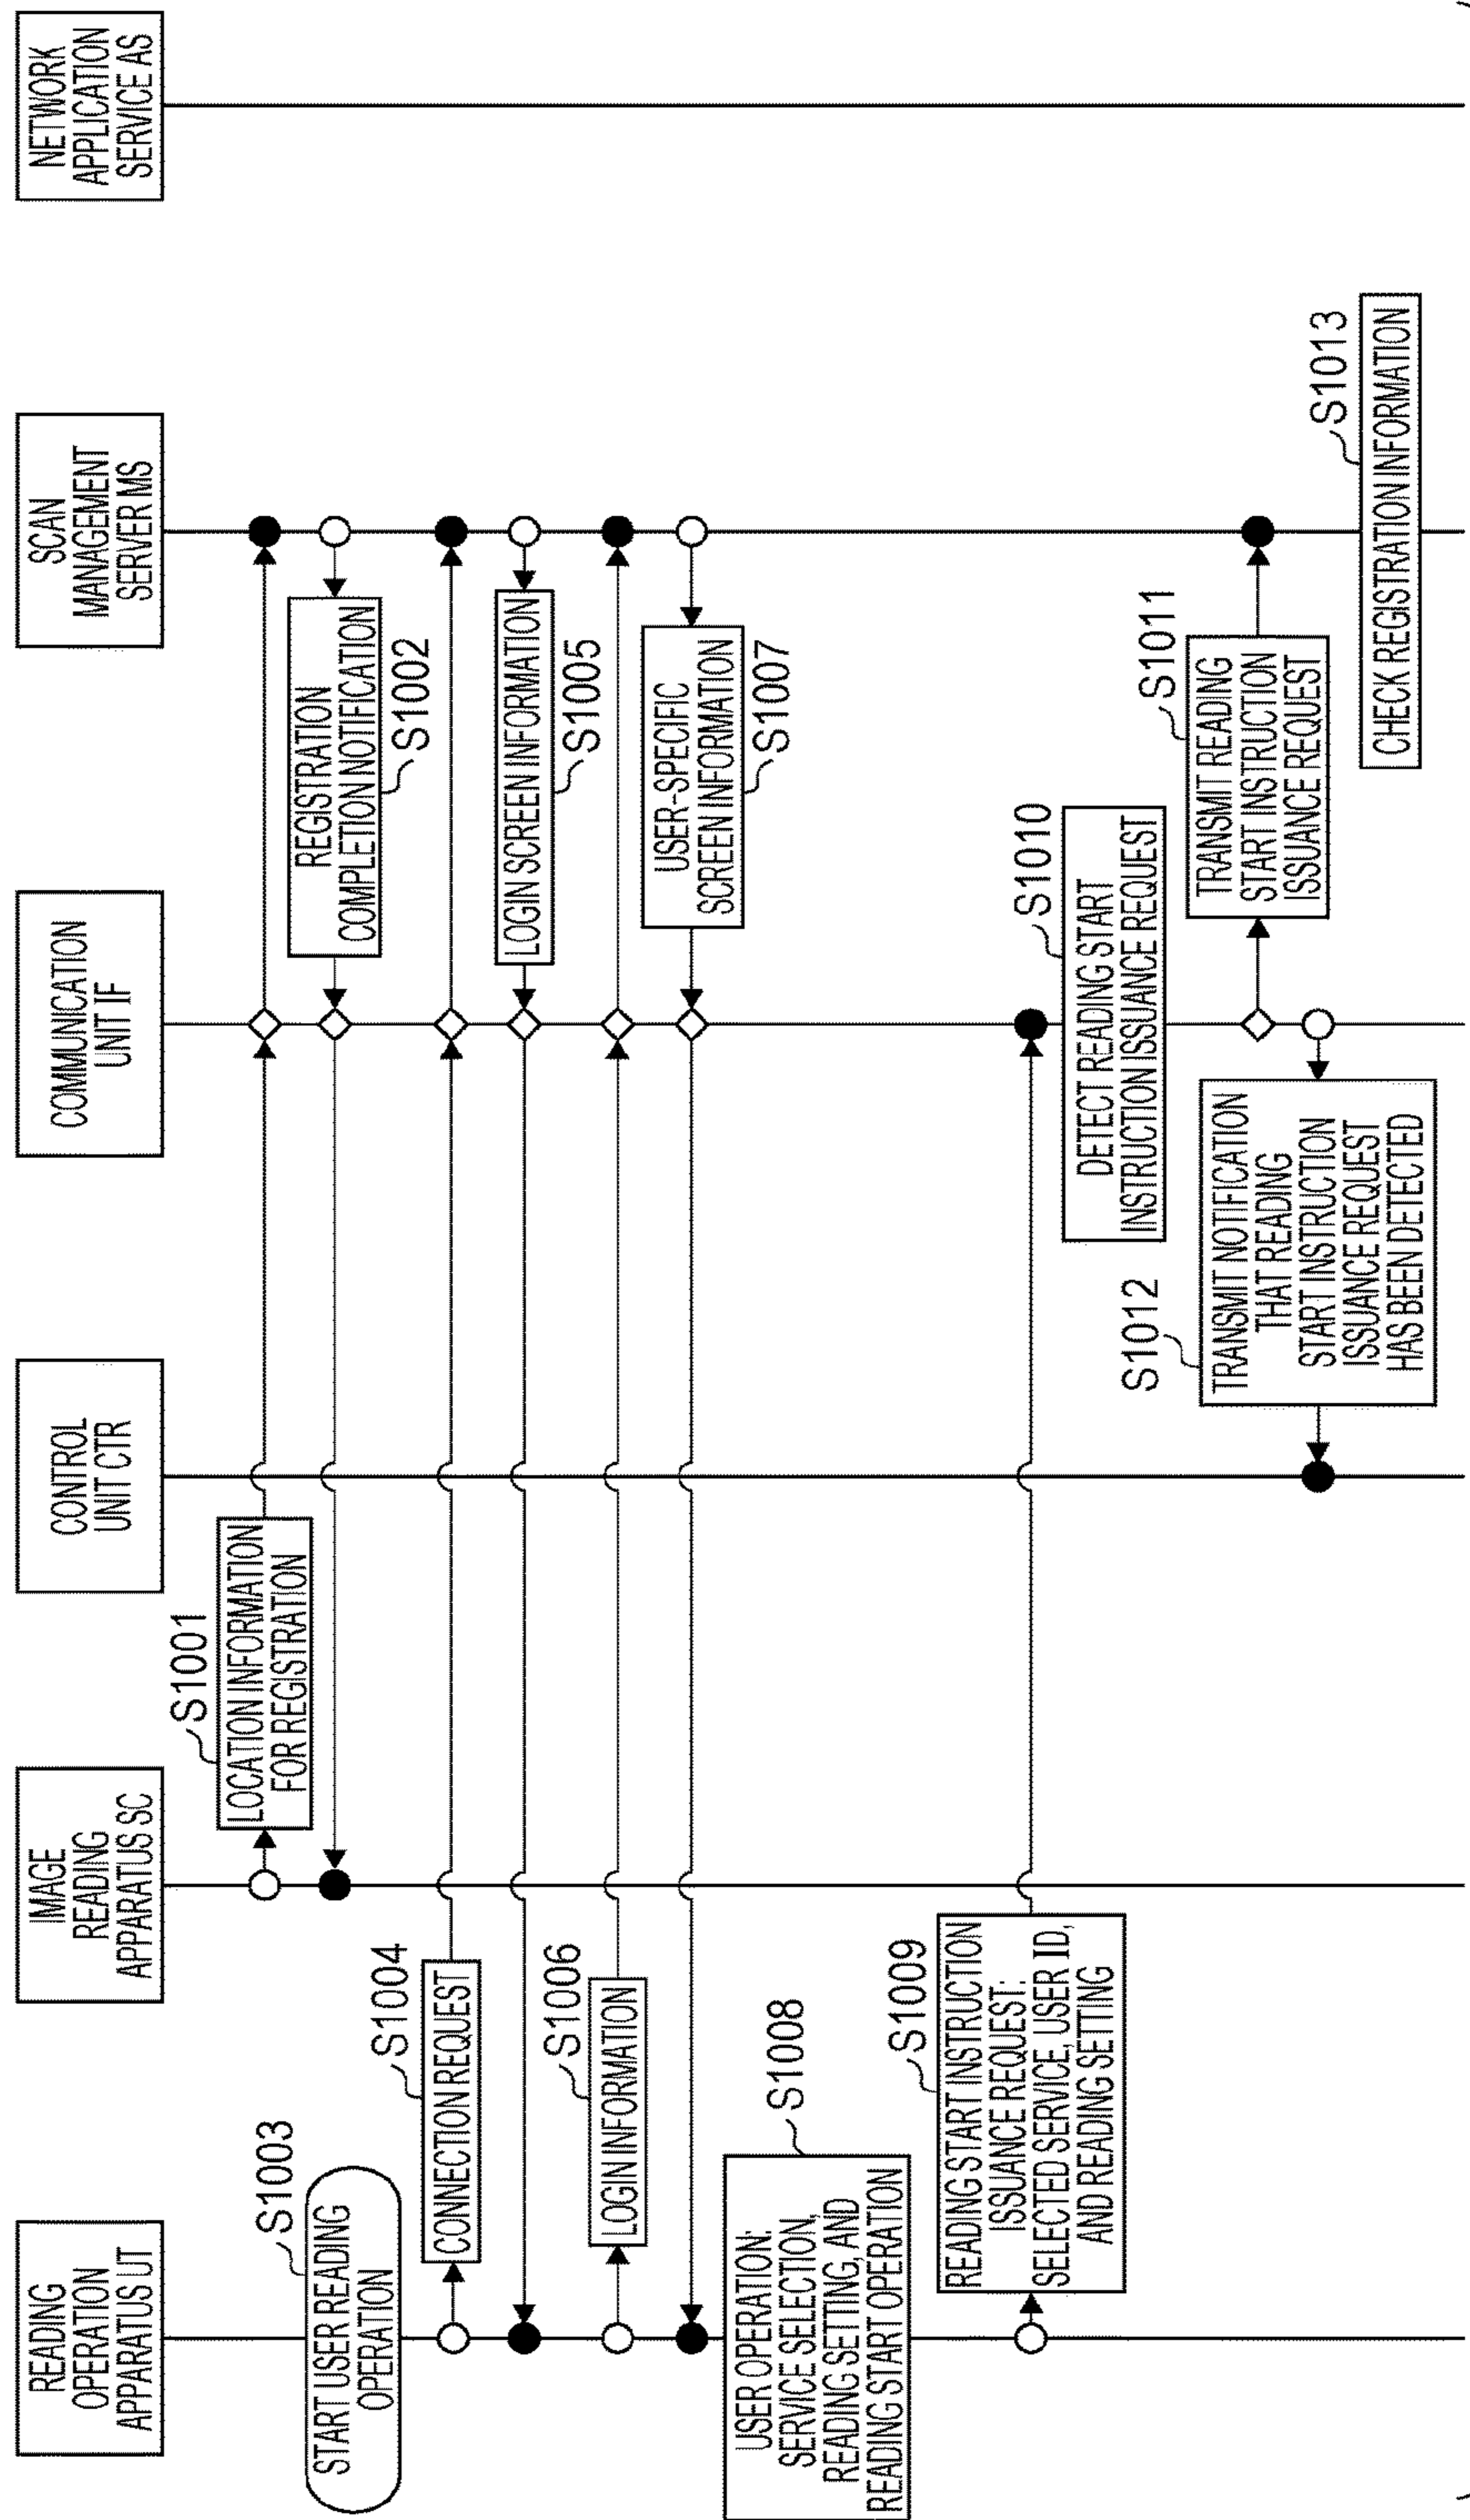 READING
OPERATION
APPARATUS UT
IMAGE
READING
APPARATUS SC
CONTROL
UNIT CTR
COMMUNICATION
UNIT IF
SCAN
MANAGEMENT
SERVER MS
NETWORK
APPLICATION
SERVICE AS
S1001
LOCATION INFORMATION
FOR REGISTRATION
REGISTRATION
COMPLETION NOTIFICATION
S1002
S1003
START USER READING
OPERATION
S1004
CONNECTION REQUEST
LOGIN SCREEN INFORMATION
S1005
S1006
LOGIN INFORMATION
USER-SPECIFIC
SCREEN INFORMATION
S1007
S1008
USER OPERATION:
SERVICE SELECTION,
READING SETTING, AND
READING START OPERATION
S1009
READING START INSTRUCTION
ISSUANCE REQUEST:
SELECTED SERVICE, USER ID,
AND READING SETTING
S1010
DETECT READING START
INSTRUCTION ISSUANCE REQUEST
S1011
TRANSMIT READING
START INSTRUCTION
ISSUANCE REQUEST
S1012
TRANSMIT NOTIFICATION
THAT READING
START INSTRUCTION
ISSUANCE REQUEST
HAS BEEN DETECTED
S1013
CHECK REGISTRATION INFORMATION